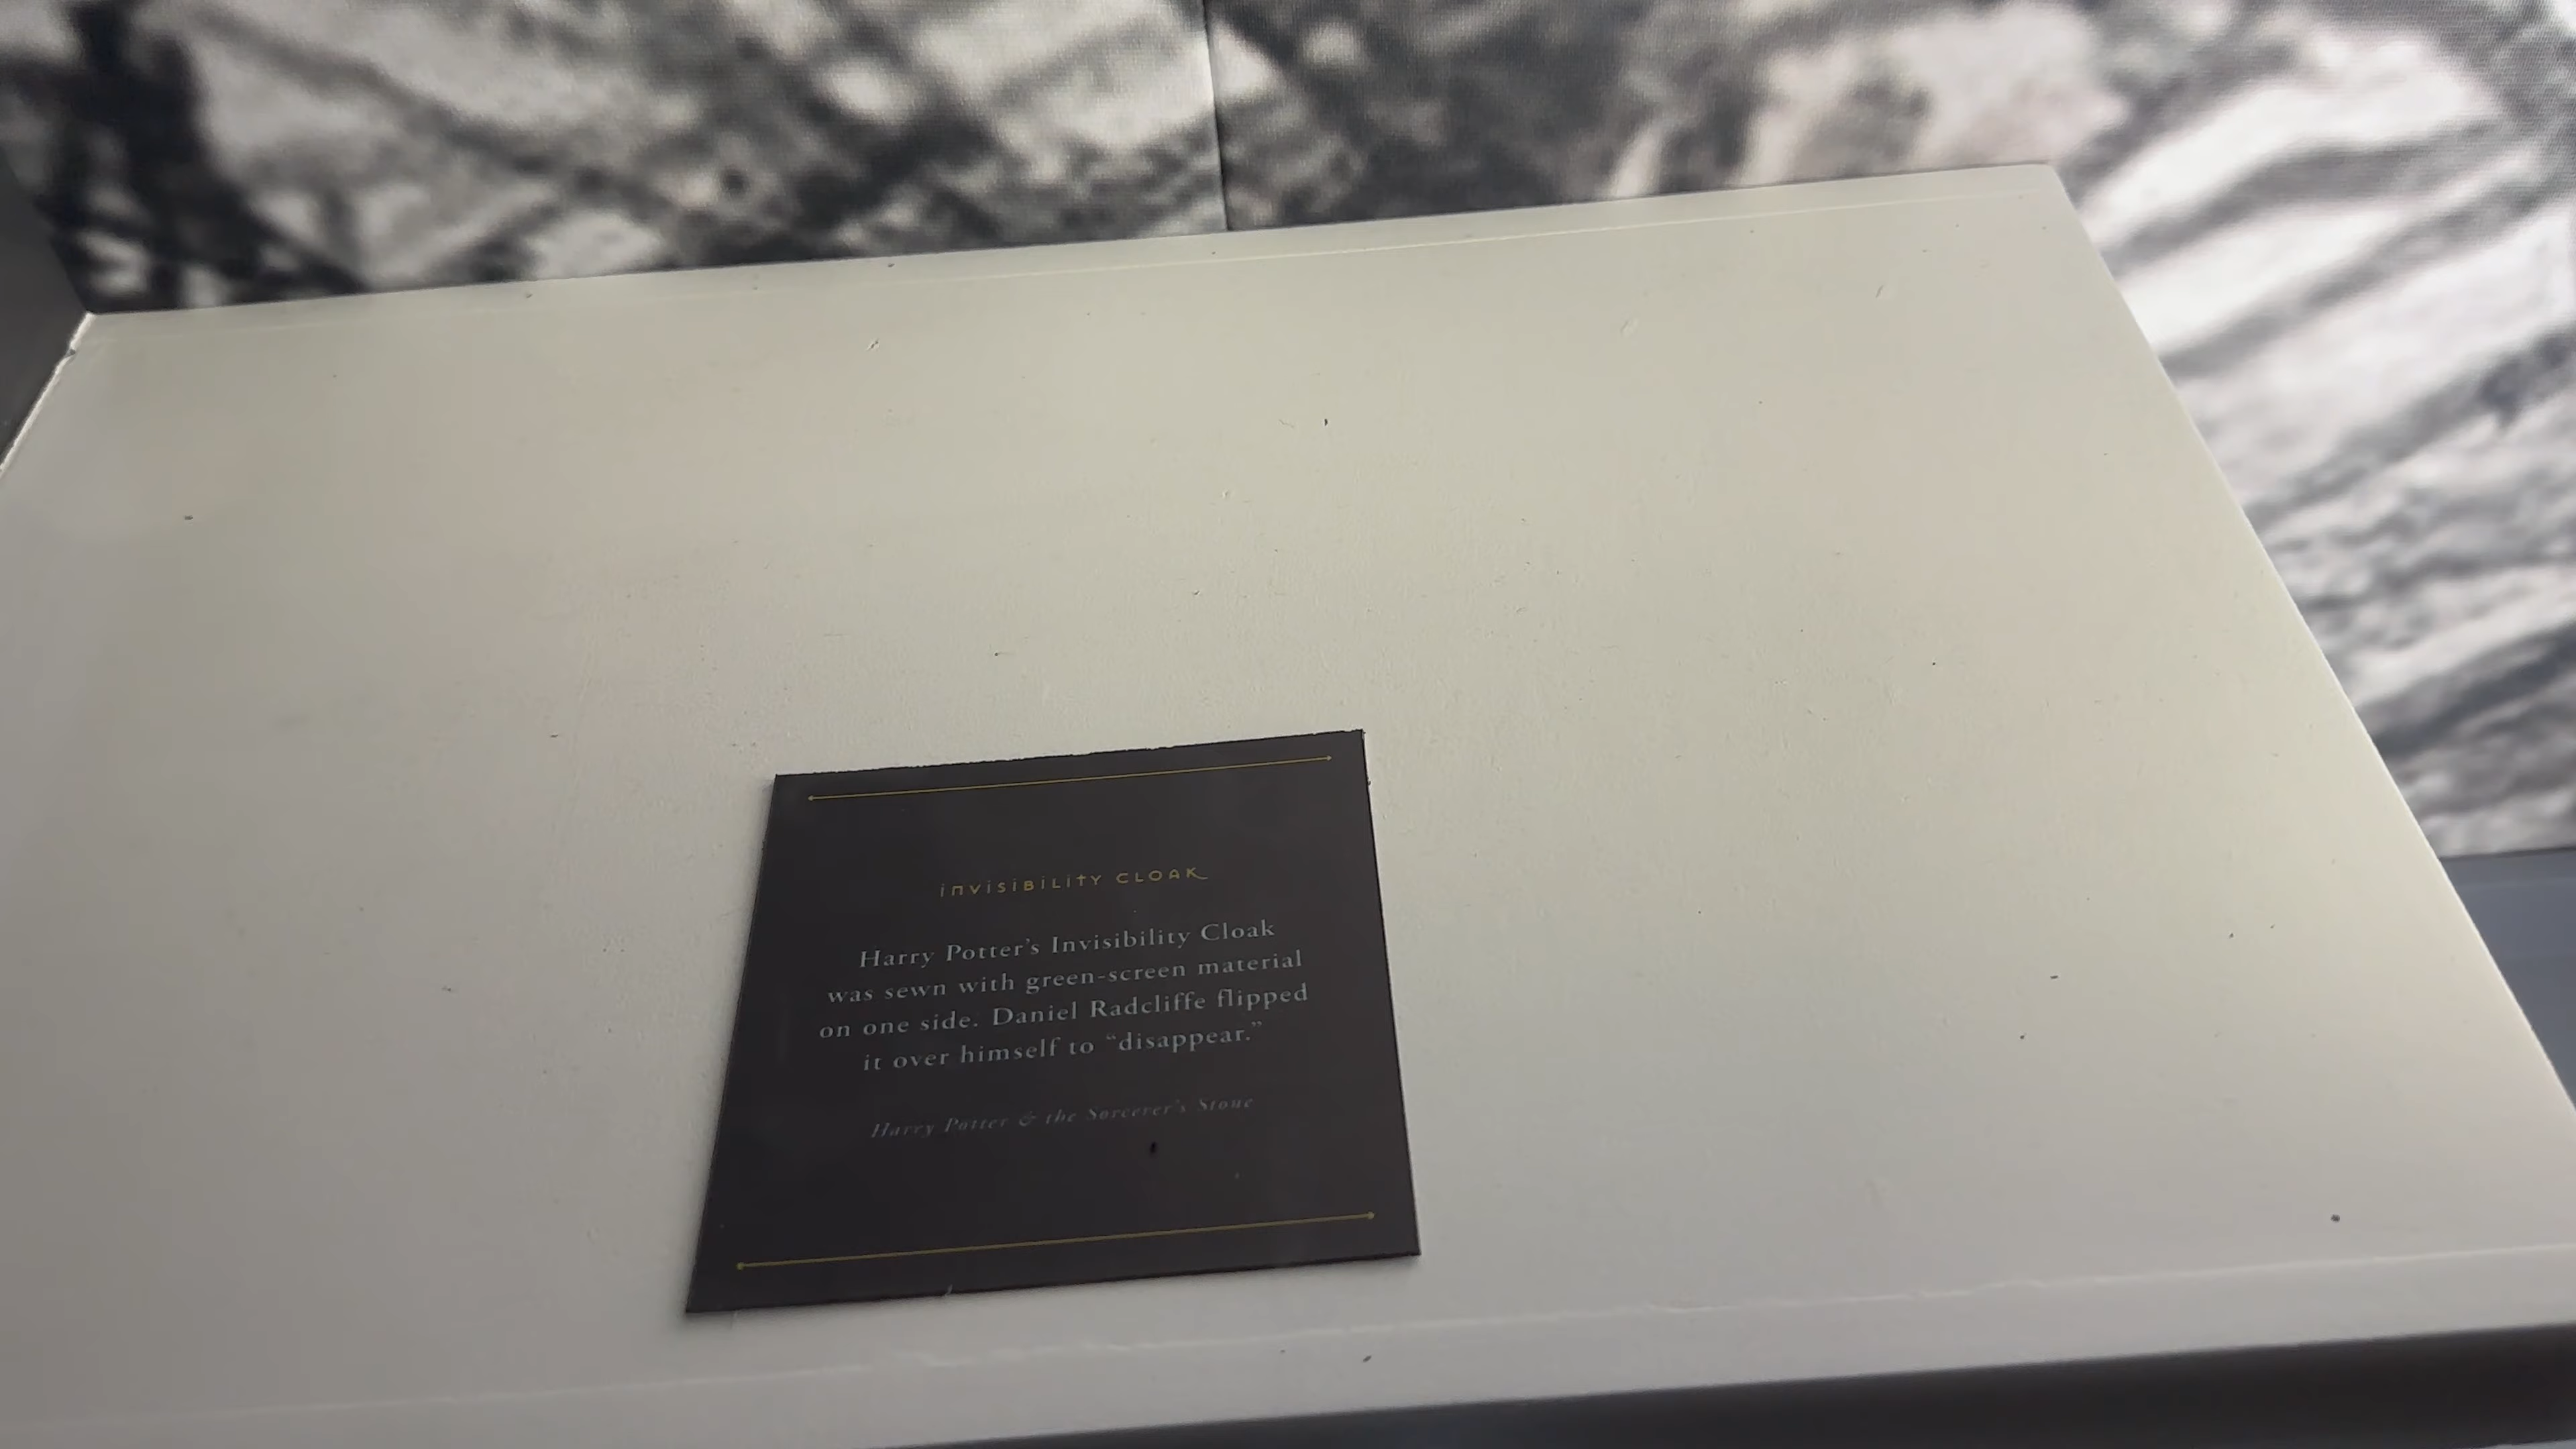 INVISIBILITY CLOAK
Harry Potter's Invisibility Cloak
was sewn with green-screen material
on one side. Daniel Radcliffe flipped
it over himself to “disappear.”
Harry Potter & the Sorcerer's Stone